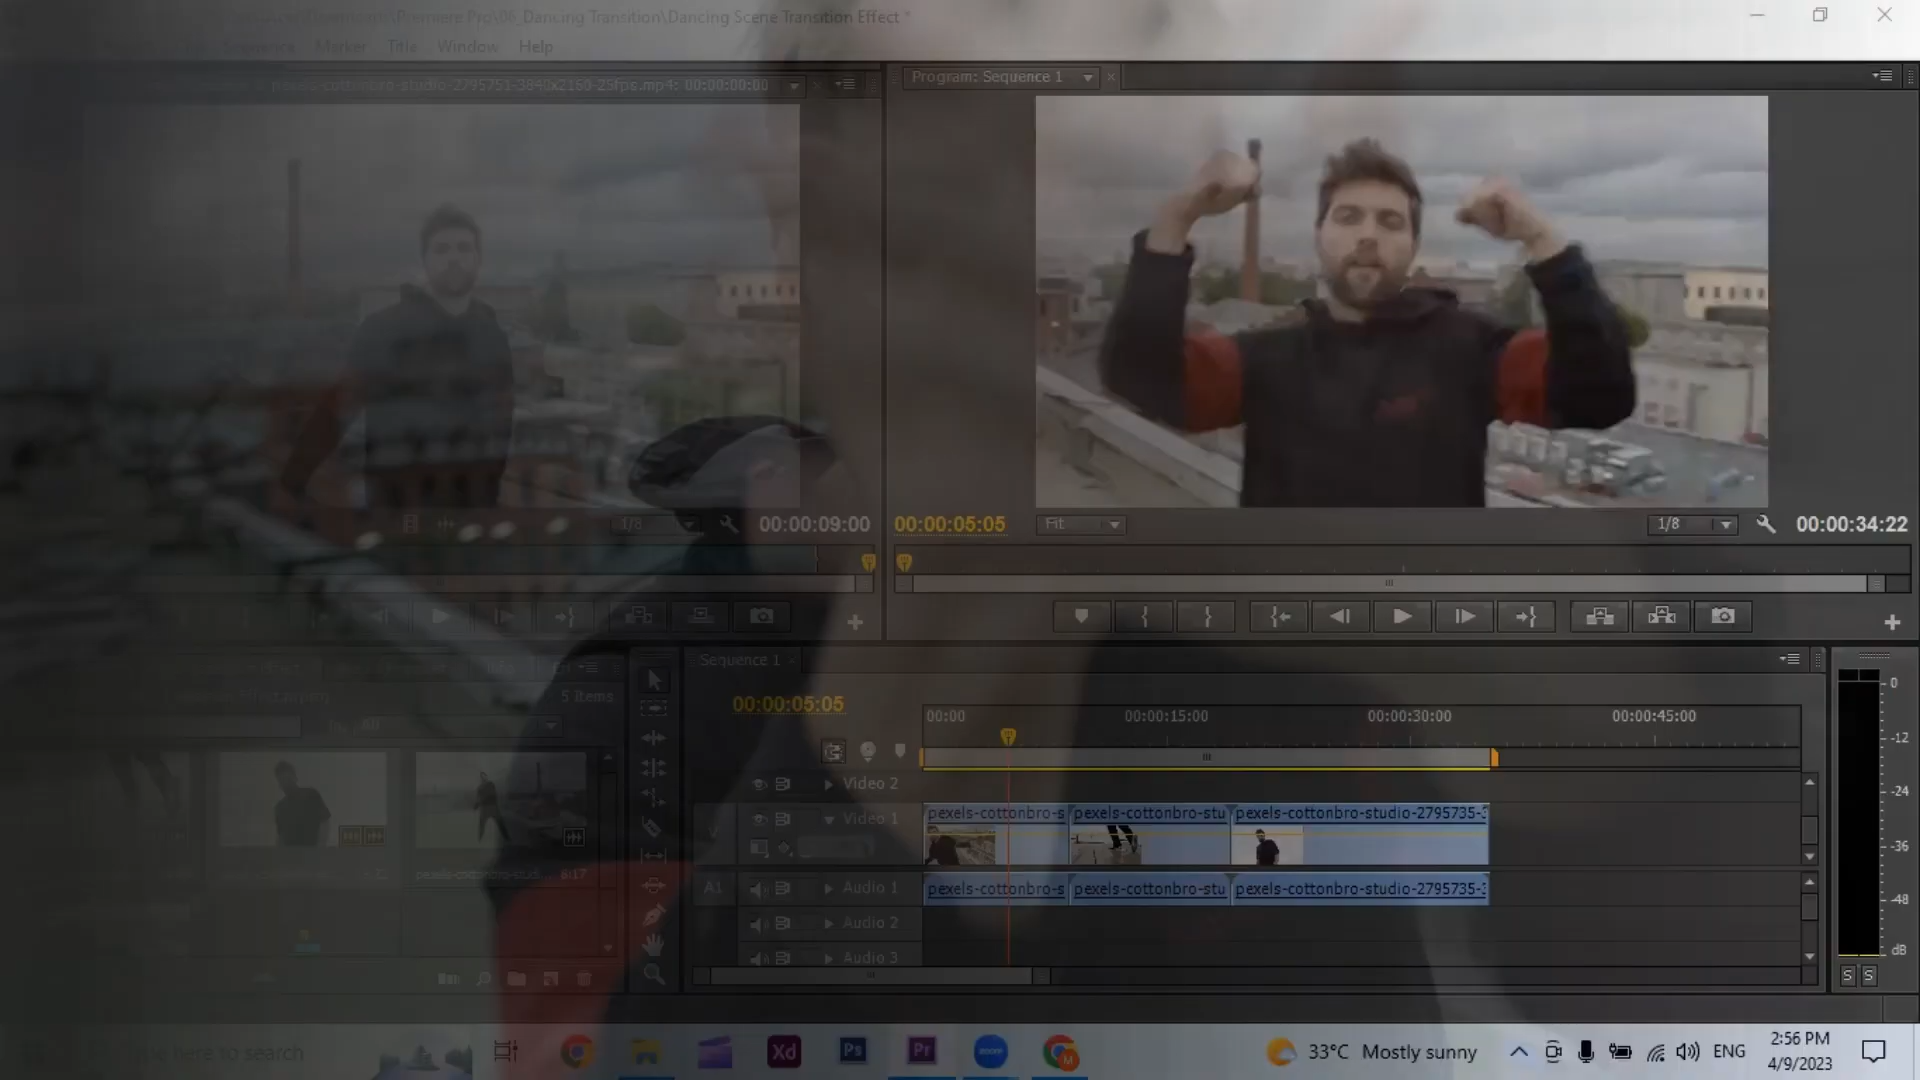 \Premiere Pro\06_Dancing Transition\Dancing Scene Transition Effect *
Sequence Marker Title Window Help
pexels-cottonbro-studio-2795751-3840x2160-25fps.mp4: 00:00:00:00
Program: Sequence 1
1/8
00:00:09:00
00:00:05:05
Fit
1/8
00:00:34:22
5 Items
Sequence 1
00:00:05:05
00:00
00:00:15:00
00:00:30:00
00:00:45:00
Video 2
Video 1
pexels-cottonbro-s
pexels-cottonbro-stu
pexels-cottonbro-studio-2795735-3
A1
Audio 1
pexels-cottonbro-s
pexels-cottonbro-stu
pexels-cottonbro-studio-2795735-3
Audio 2
Audio 3
pexels-cottonbro-studi... 6:17
0
-12
-24
-36
-48
dB
S S
here to search
Xd
Ps
Pr
zoom
M
33°C Mostly sunny
ENG
2:56 PM
4/9/2023